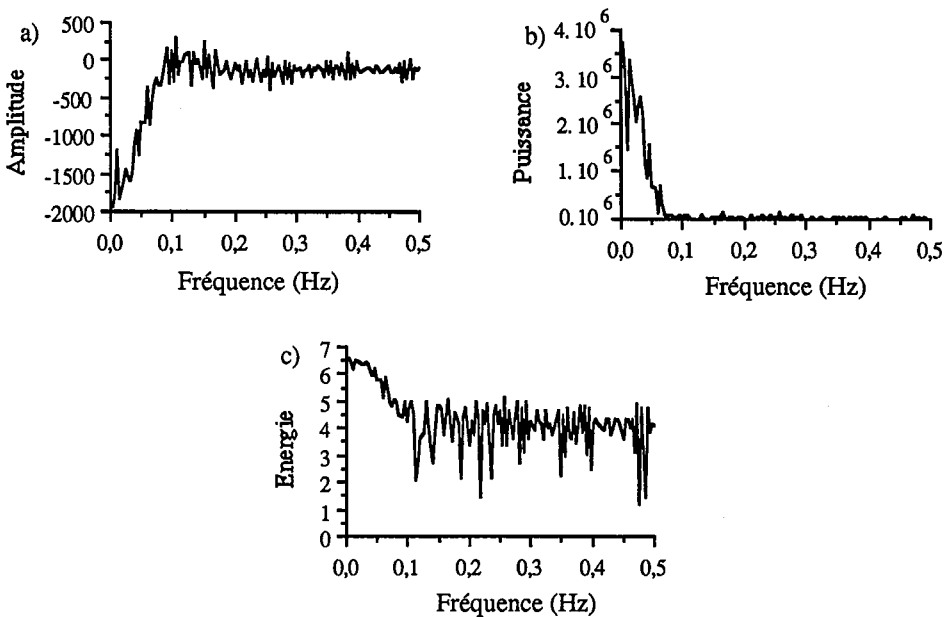 a)
Amplitude
500
0
-500
-1000
-1500
-2000
0,0 0,1 0,2 0,3 0,4 0,5
Fréquence (Hz)
b)
Puissance
4. 10 6
3. 10 6
2. 10 6
1. 10 6
0.10 6
0,0 0,1 0,2 0,3 0,4 0,5
Fréquence (Hz)
c)
Energie
7
6
5
4
3
2
1
0
0,0 0,1 0,2 0,3 0,4 0,5
Fréquence (Hz)